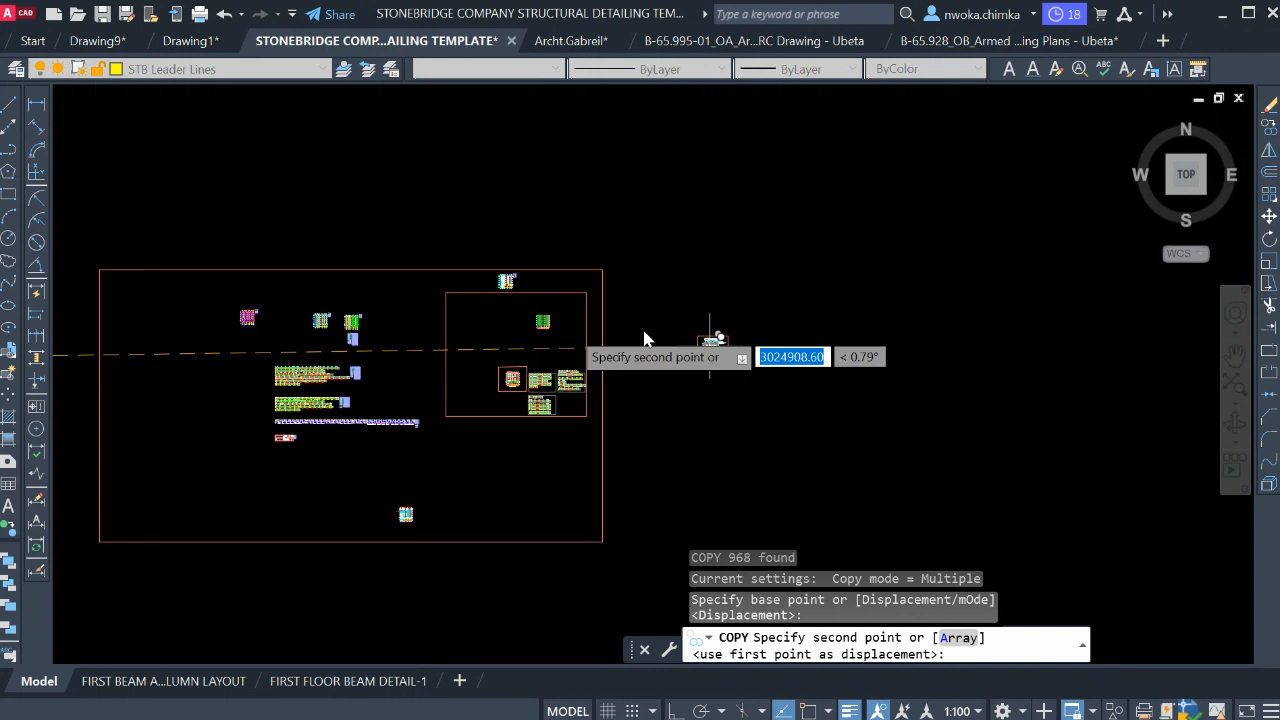 A CAD
Share
STONEBRIDGE COMPANY STRUCTURAL DETAILING TEM...
Type a keyword or phrase
nwoka.chimka
18
Start
Drawing9*
Drawing1*
STONEBRIDGE COMP...AILING TEMPLATE*
Archt.Gabriel*
B-65.995-01_OA_Ar...RC Drawing - Ubeta
B-65.928_OB_Armed ...ing Plans - Ubeta*
STB Leader Lines
ByLayer
ByLayer
ByColor
N
W
TOP
E
S
WCS
Specify second point or
3024908.60
< 0.79°
COPY 968 found
Current settings:  Copy mode = Multiple
Specify base point or [Displacement/mOde]
<Displacement>:
COPY Specify second point or [Array]
<use first point as displacement>:
Model
FIRST BEAM A...LUMN LAYOUT
FIRST FLOOR BEAM DETAIL-1
MODEL
1:100